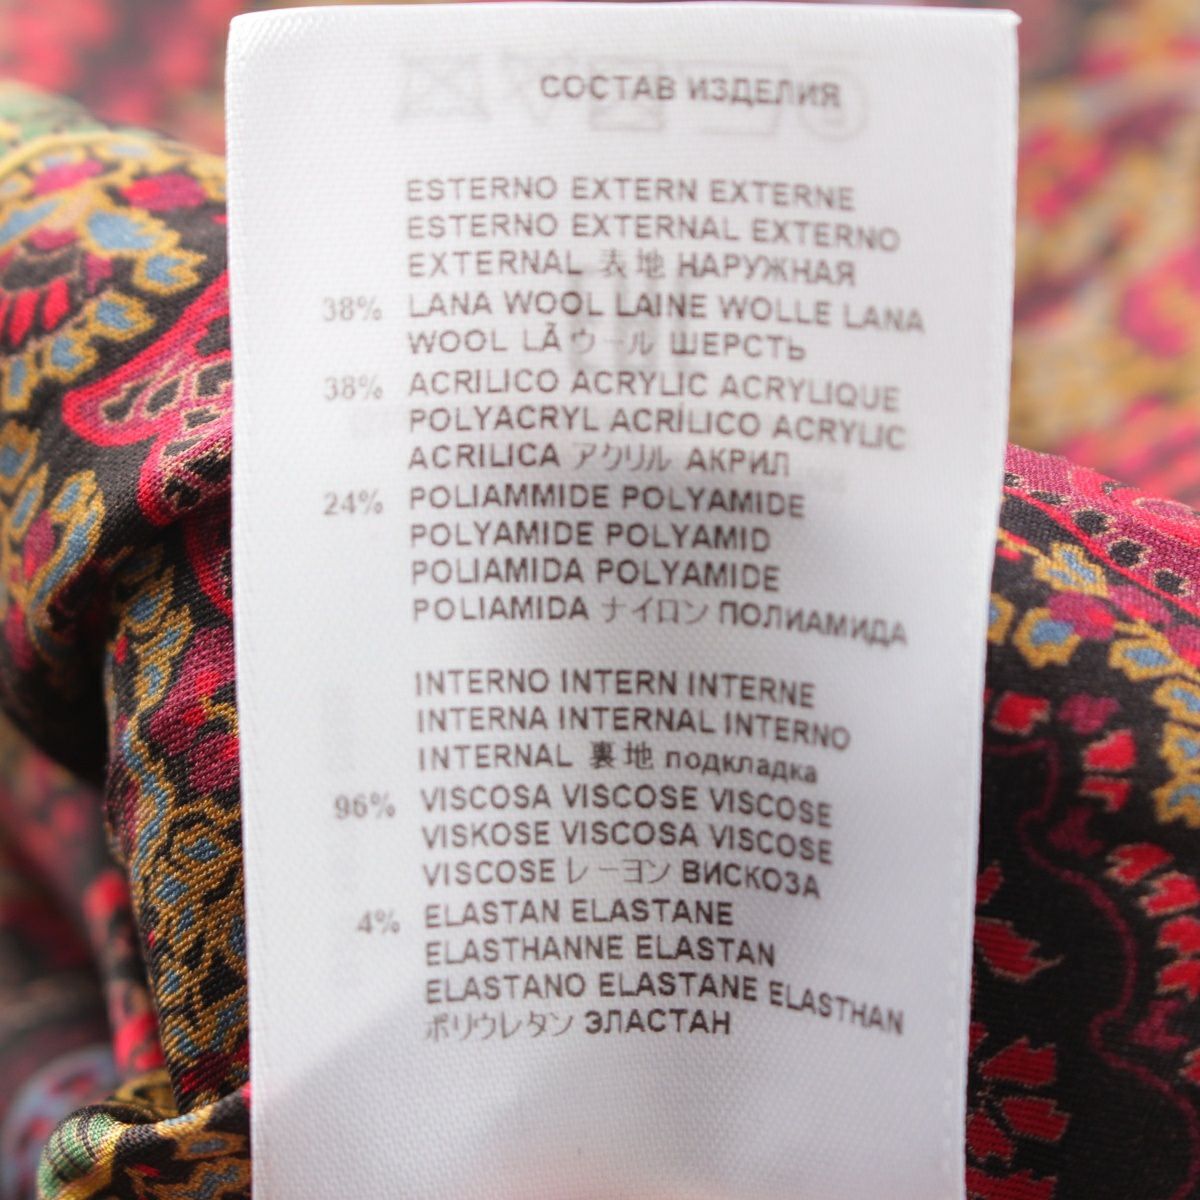 СОСТАВ ИЗДЕЛИЯ
ESTERNO EXTERN EXTERNE
ESTERNO EXTERNAL EXTERNO
EXTERNAL 表地 НАРУЖНАЯ
38% LANA WOOL LAINE WOLLE LANA
WOOL LÃ ウール ШЕРСТЬ
38% ACRILICO ACRYLIC ACRYLIQUE
POLYACRYL ACRÍLICO ACRYLIC
ACRILICA アクリル АКРИЛ
24% POLIAMMIDE POLYAMIDE
POLYAMIDE POLYAMID
POLIAMIDA POLYAMIDE
POLIAMIDA ナイロン ПОЛИАМИДА
INTERNO INTERN INTERNE
INTERNA INTERNAL INTERNO
INTERNAL 裏地 подкладка
96% VISCOSA VISCOSE VISCOSE
VISKOSE VISCOSA VISCOSE
VISCOSE レーヨン ВИСКОЗА
4% ELASTAN ELASTANE
ELASTHANNE ELASTAN
ELASTANO ELASTANE ELASTHAN
ポリウレタン ЭЛАСТАН